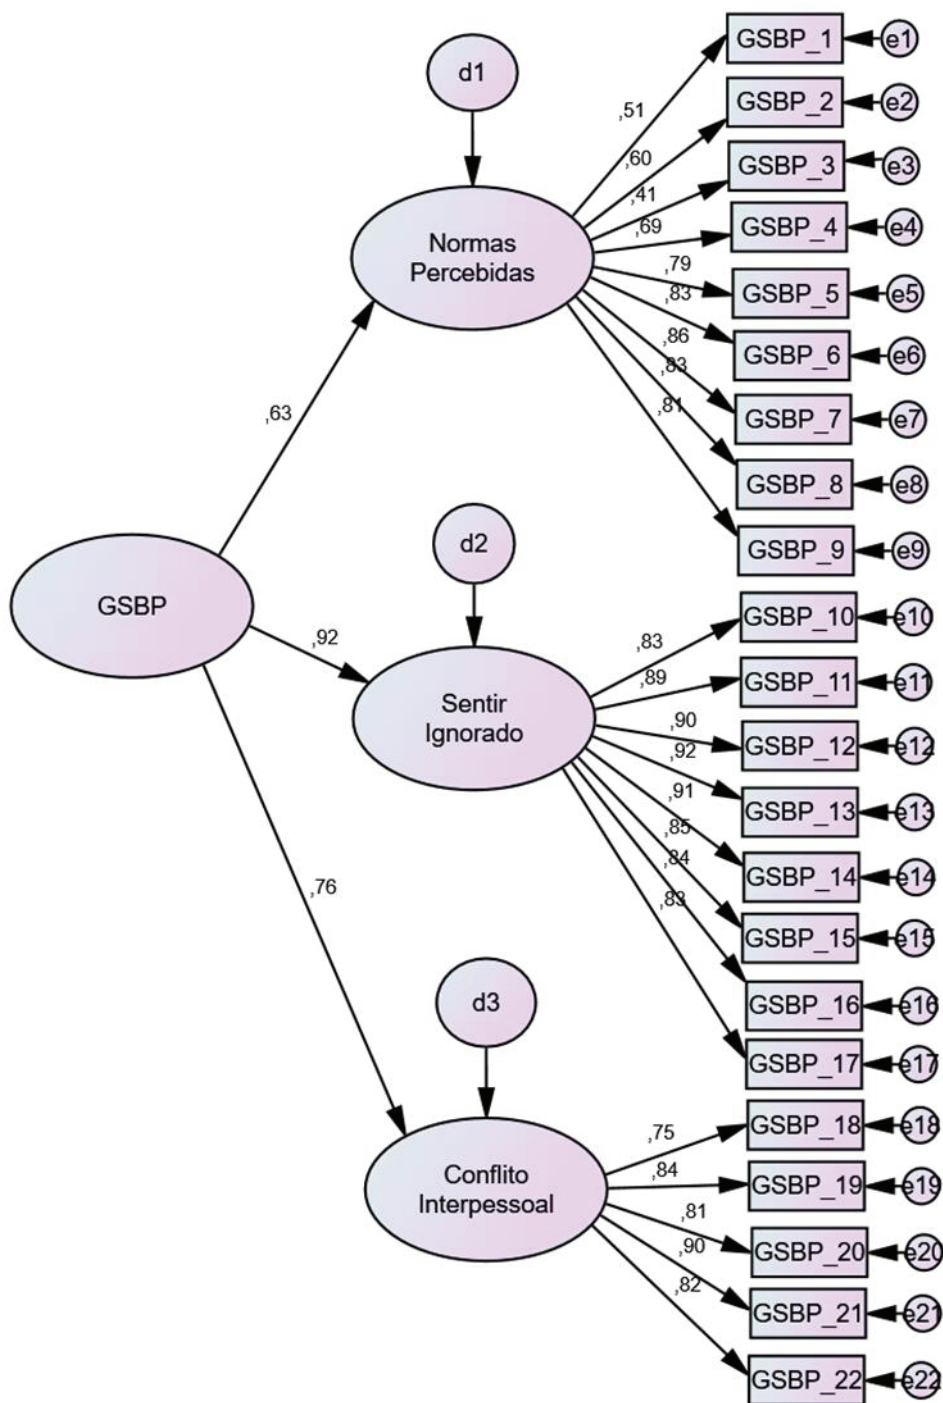 d1
Normas
Percebidas
,51
,60
,41
,69
,79
,83
,86
,83
,81
GSBP_1
e1
GSBP_2
e2
GSBP_3
e3
GSBP_4
e4
GSBP_5
e5
GSBP_6
e6
GSBP_7
e7
GSBP_8
e8
GSBP_9
e9
,63
GSBP
,92
,76
d2
Sentir
Ignorado
,83
,89
,90
,92
,91
,85
,84
,83
GSBP_10
e10
GSBP_11
e11
GSBP_12
e12
GSBP_13
e13
GSBP_14
e14
GSBP_15
e15
GSBP_16
e16
GSBP_17
e17
d3
Conflito
Interpessoal
,75
,84
,81
,90
,82
GSBP_18
e18
GSBP_19
e19
GSBP_20
e20
GSBP_21
e21
GSBP_22
e22